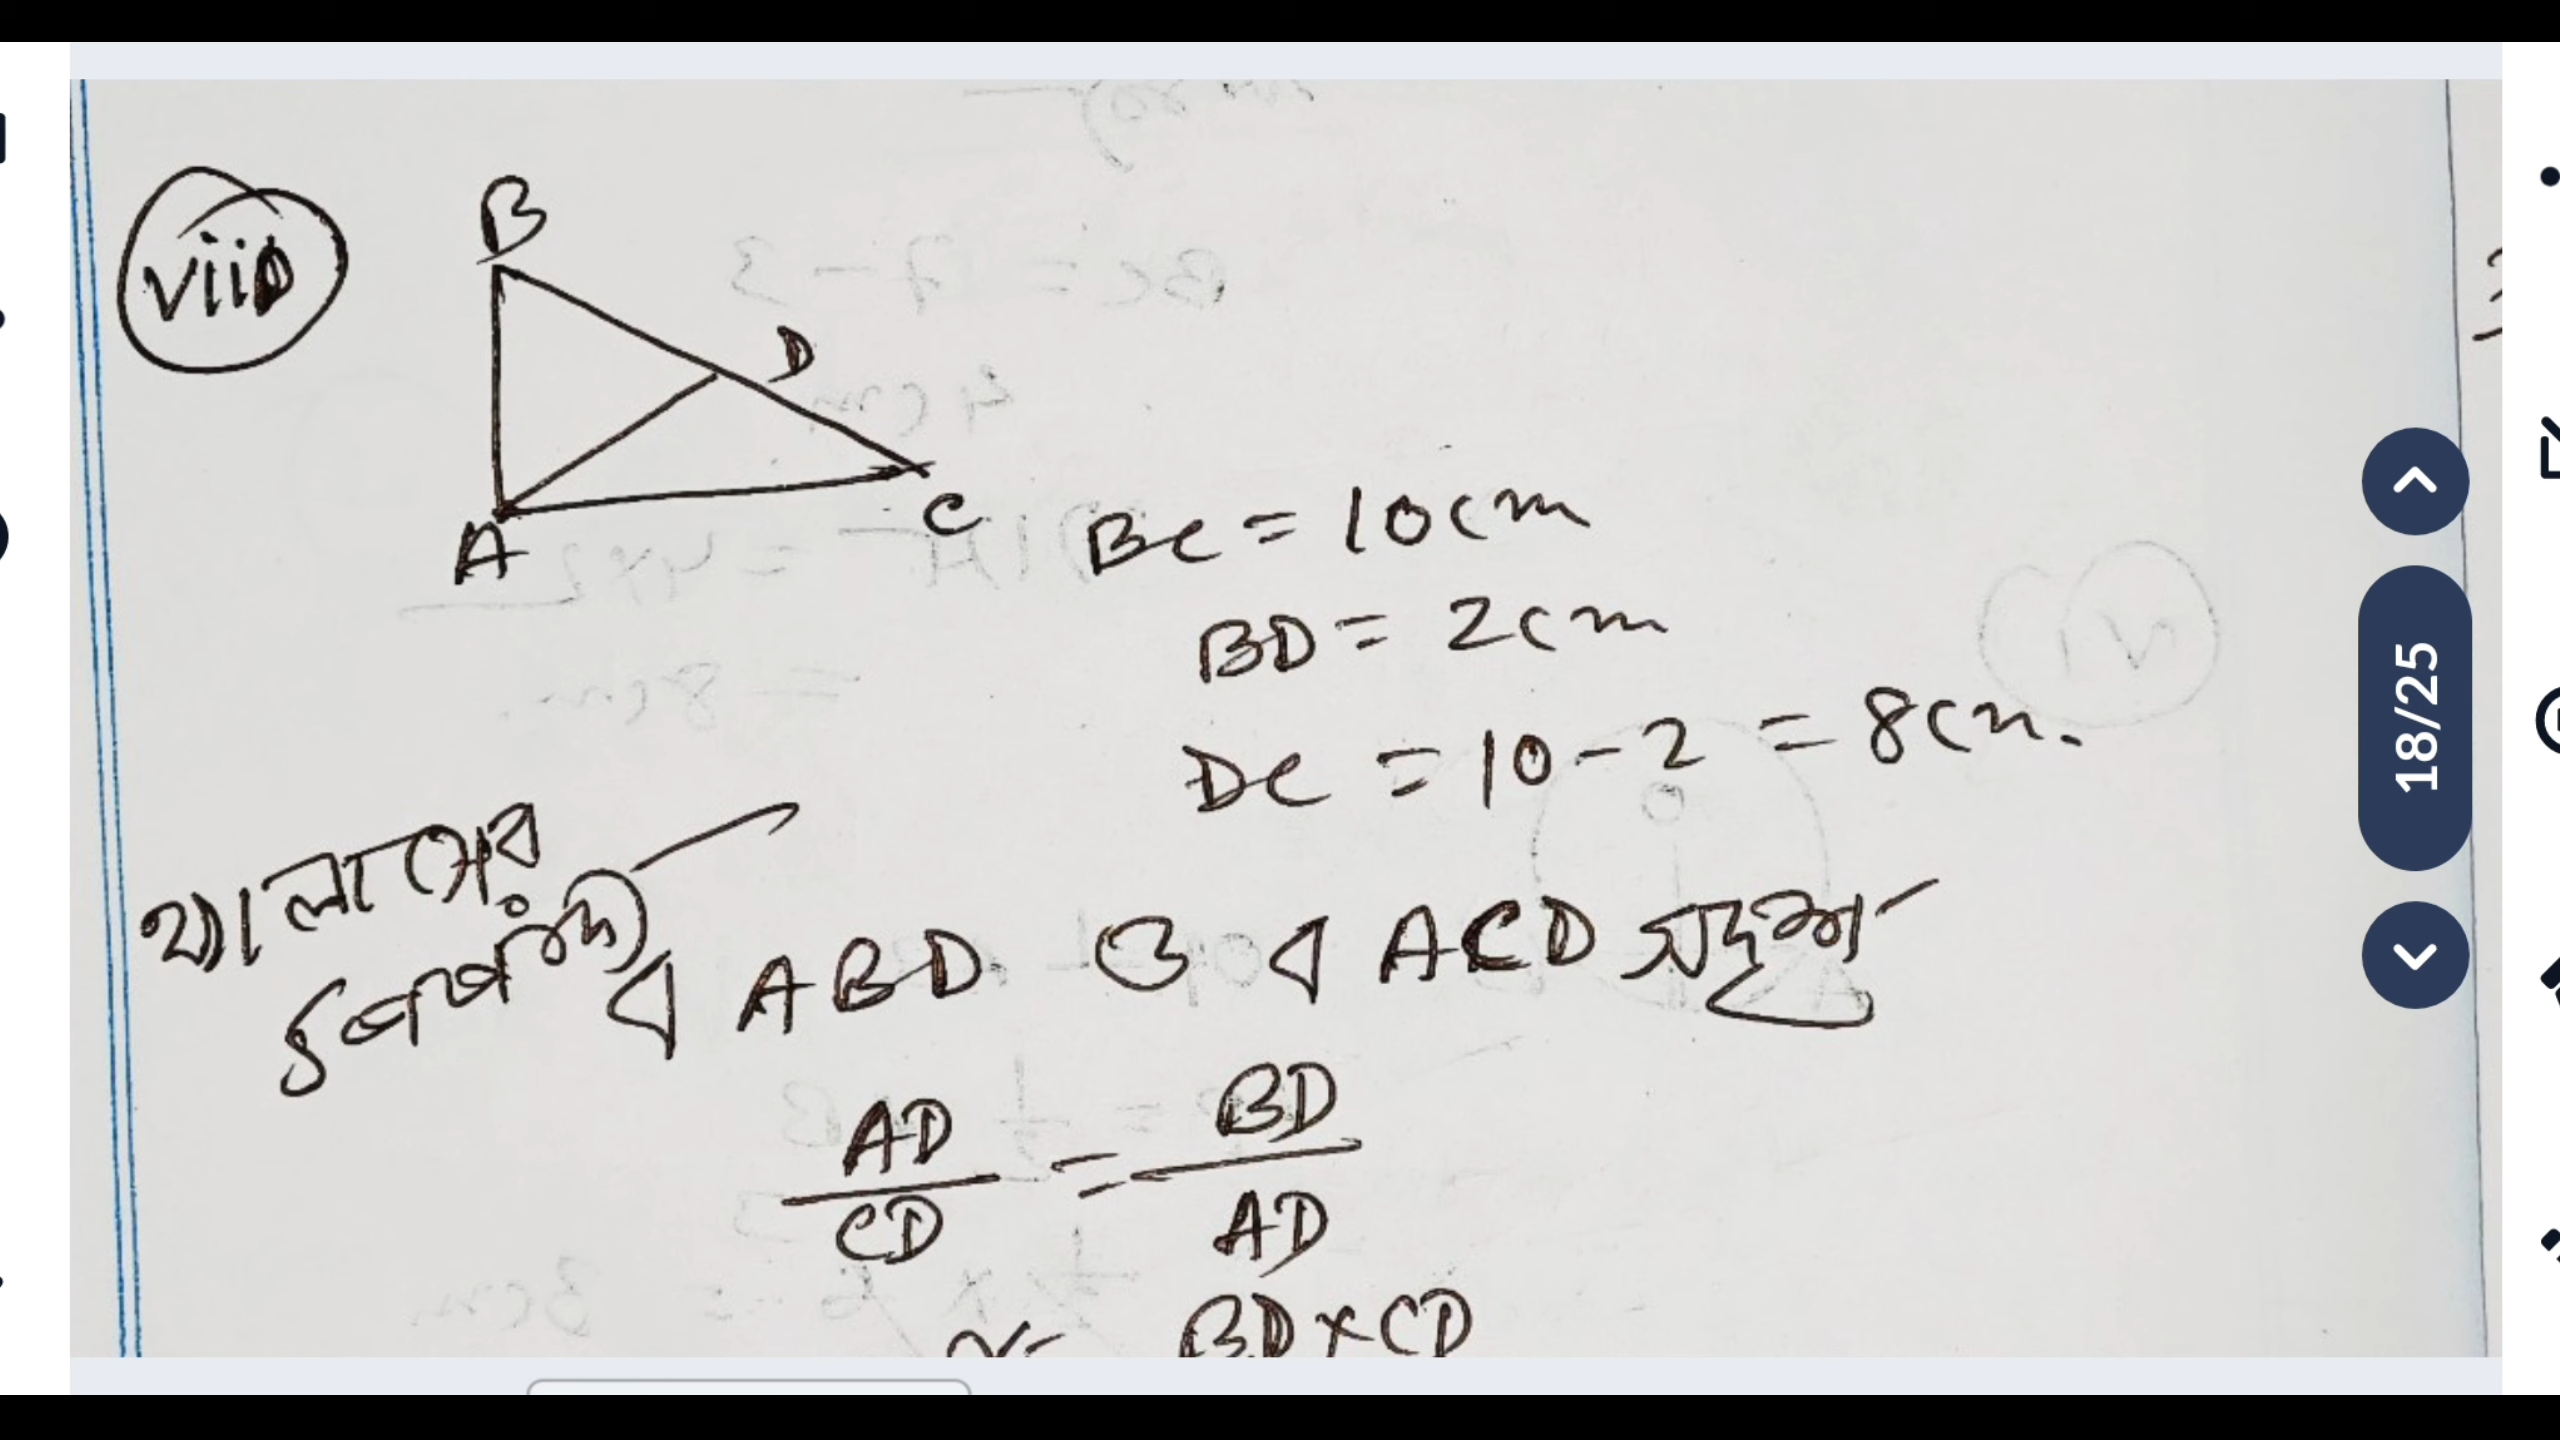 viii
B
D
A
C
BC = 10cm
BD = 2cm
DC = 10 - 2 = 8cm.
ABD ও ACD সদৃশ
AD/CD = BD/AD
BD×CD
18/25